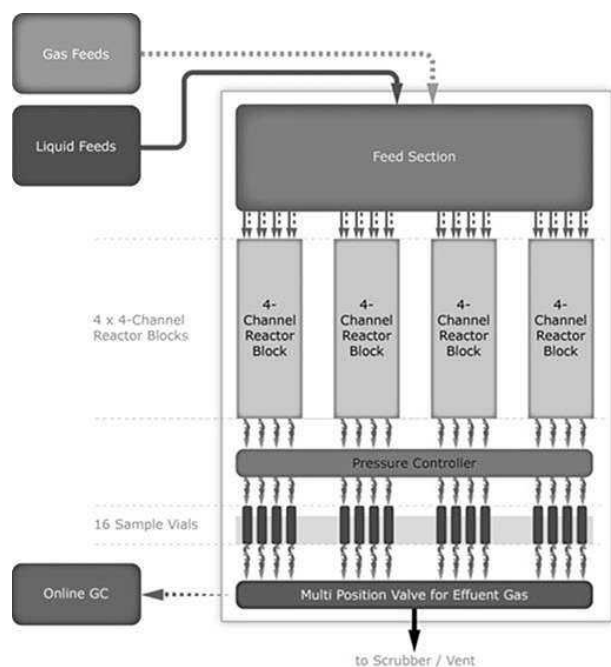 Gas Feeds
Liquid Feeds
Feed Section
4 x 4-Channel
Reactor Blocks
4-
Channel
Reactor
Block
4-
Channel
Reactor
Block
4-
Channel
Reactor
Block
4-
Channel
Reactor
Block
Pressure Controller
16 Sample Vials
Online GC
Multi Position Valve for Effuent Gas
to Scrubber / Vent